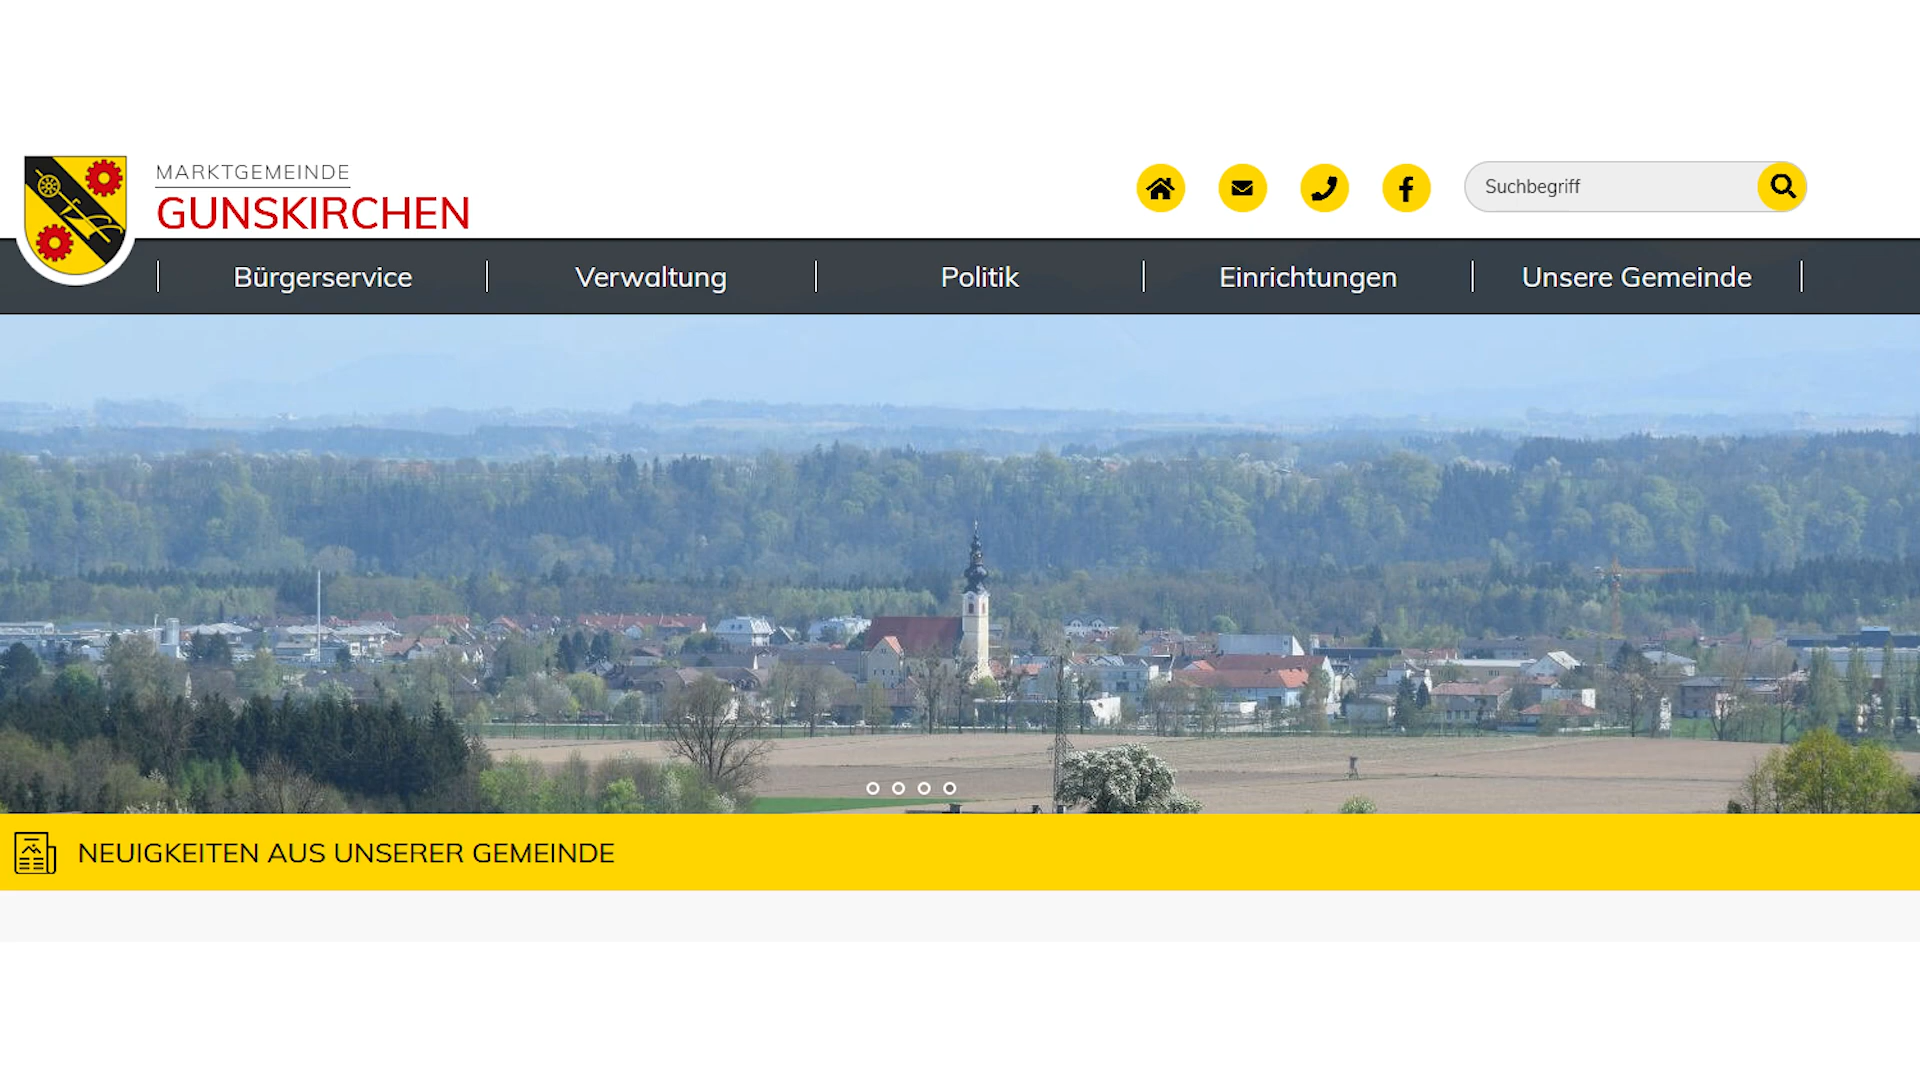 MARKTGEMEINDE
GUNSKIRCHEN
Suchbegriff
Bürgerservice
Verwaltung
Politik
Einrichtungen
Unsere Gemeinde
NEUIGKEITEN AUS UNSERER GEMEINDE